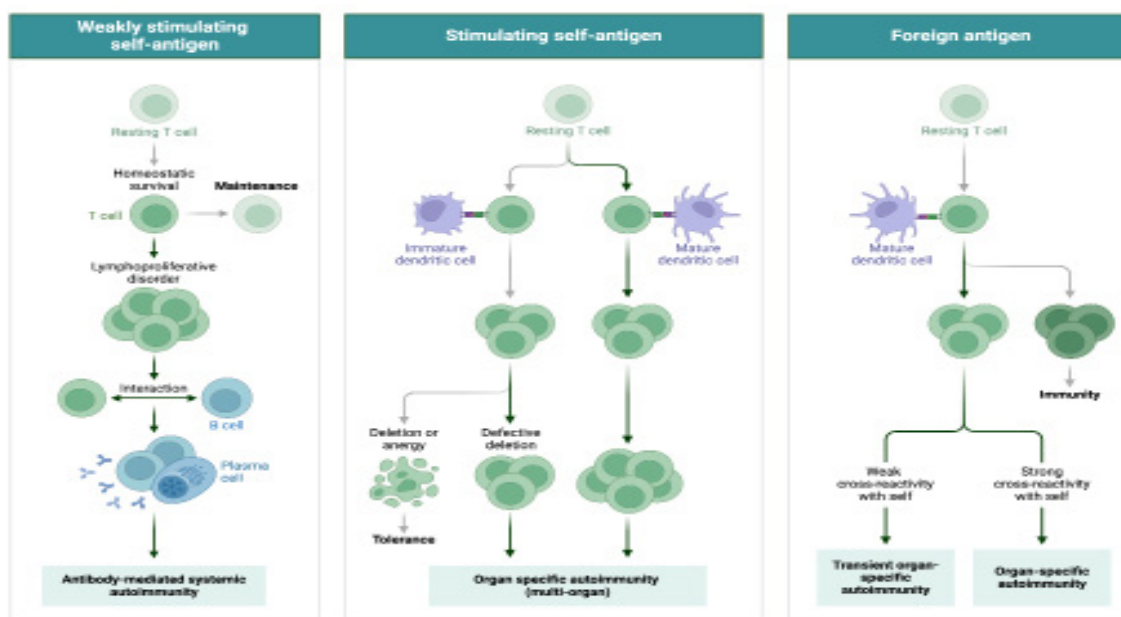 Weakly stimulating
self-antigen
Resting T cell
Homeostatic
survival
Maintenance
T cell
Lymphoproliferative
disorder
Interaction
B cell
Plasma
cell
Antibody-mediated systemic
autoimmunity
Stimulating self-antigen
Resting T cell
Immature
dendritic cell
Mature
dendritic cell
Deletion or
anergy
Defective
deletion
Tolerance
Organ specific autoimmunity
(multi-organ)
Foreign antigen
Resting T cell
Mature
dendritic cell
Immunity
Weak
cross-reactivity
with self
Strong
cross-reactivity
with self
Transient organ-
specific
autoimmunity
Organ-specific
autoimmunity